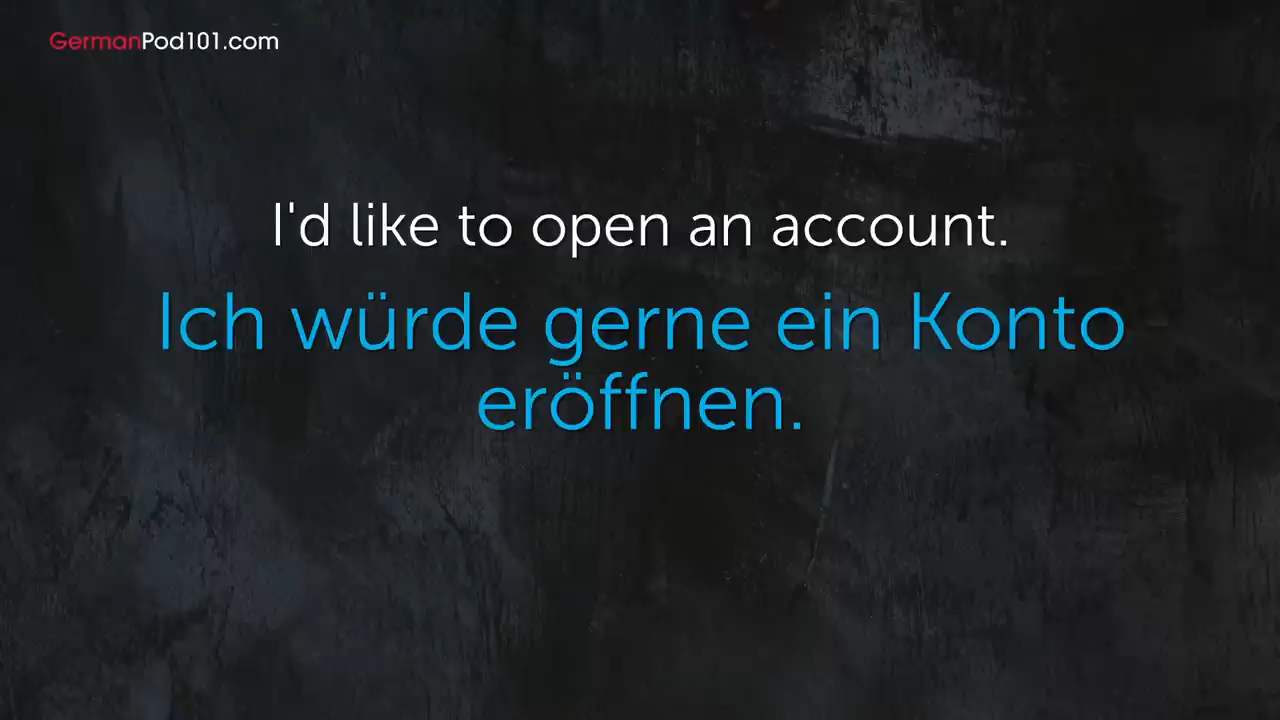 GermanPod101.com
I'd like to open an account.
Ich würde gerne ein Konto
eröffnen.